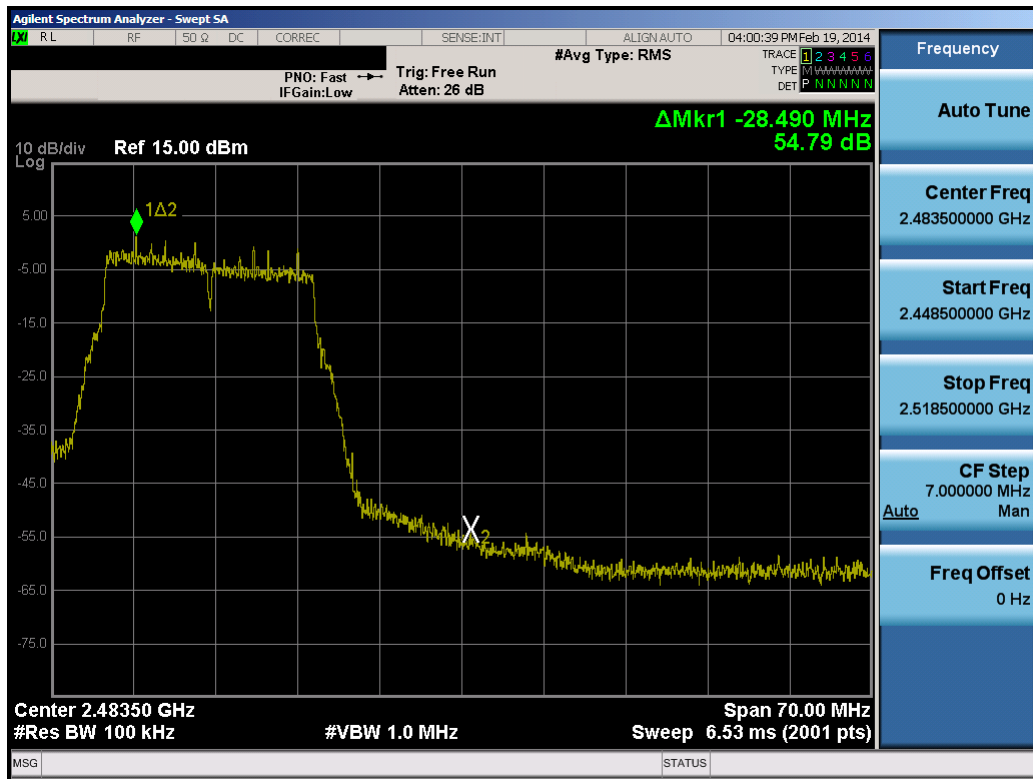 Agilent Spectrum Analyzer - Swept SA
LXI RL RF 50 Ω DC CORREC SENSE:INT ALIGN AUTO 04:00:39 PM Feb 19, 2014
#Avg Type: RMS
TRACE 1 2 3 4 5 6
TYPE M W W W W W
DET P N N N N N
PNO: Fast
IFGain:Low
Trig: Free Run
Atten: 26 dB
ΔMkr1 -28.490 MHz
54.79 dB
10 dB/div
Log
Ref 15.00 dBm
1Δ2
5.00
-5.00
-15.0
-25.0
-35.0
-45.0
-55.0
-65.0
-75.0
X2
Center 2.48350 GHz
#Res BW 100 kHz
#VBW 1.0 MHz
Span 70.00 MHz
Sweep 6.53 ms (2001 pts)
MSG
STATUS
Frequency
Auto Tune
Center Freq
2.483500000 GHz
Start Freq
2.448500000 GHz
Stop Freq
2.518500000 GHz
CF Step
7.000000 MHz
Auto Man
Freq Offset
0 Hz